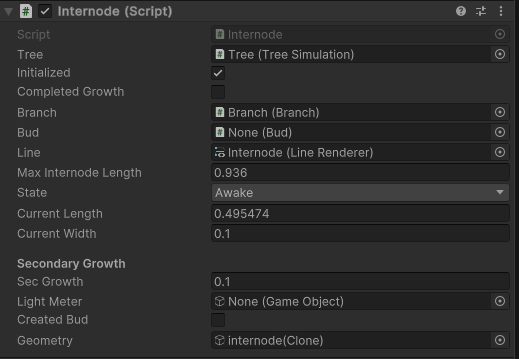 Internode (Script)
Script Internode
Tree Tree (Tree Simulation)
Initialized
Completed Growth
Branch Branch (Branch)
Bud None (Bud)
Line Internode (Line Renderer)
Max Internode Length 0.936
State Awake
Current Length 0.495474
Current Width 0.1
Secondary Growth
Sec Growth 0.1
Light Meter None (Game Object)
Created Bud
Geometry internode(Clone)